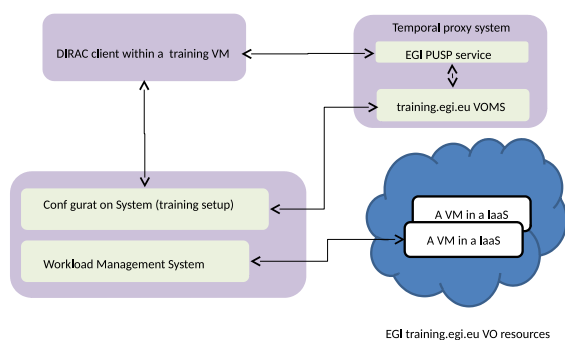 Temporal proxy system
DIRAC client within a training VM
EGI PUSP service
training.egi.eu VOMS
Conf gurat on System (training setup)
Workload Management System
A VM in a IaaS
A VM in a IaaS
EGI training.egi.eu VO resources